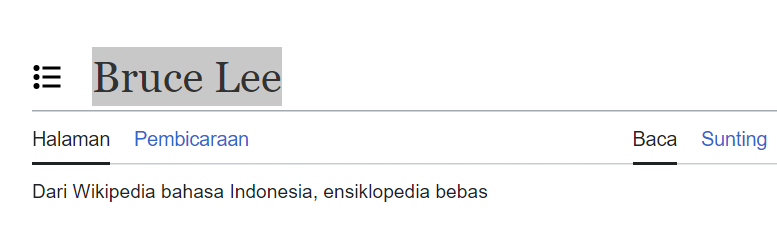 Bruce Lee
Halaman Pembicaraan Baca Sunting
Dari Wikipedia bahasa Indonesia, ensiklopedia bebas